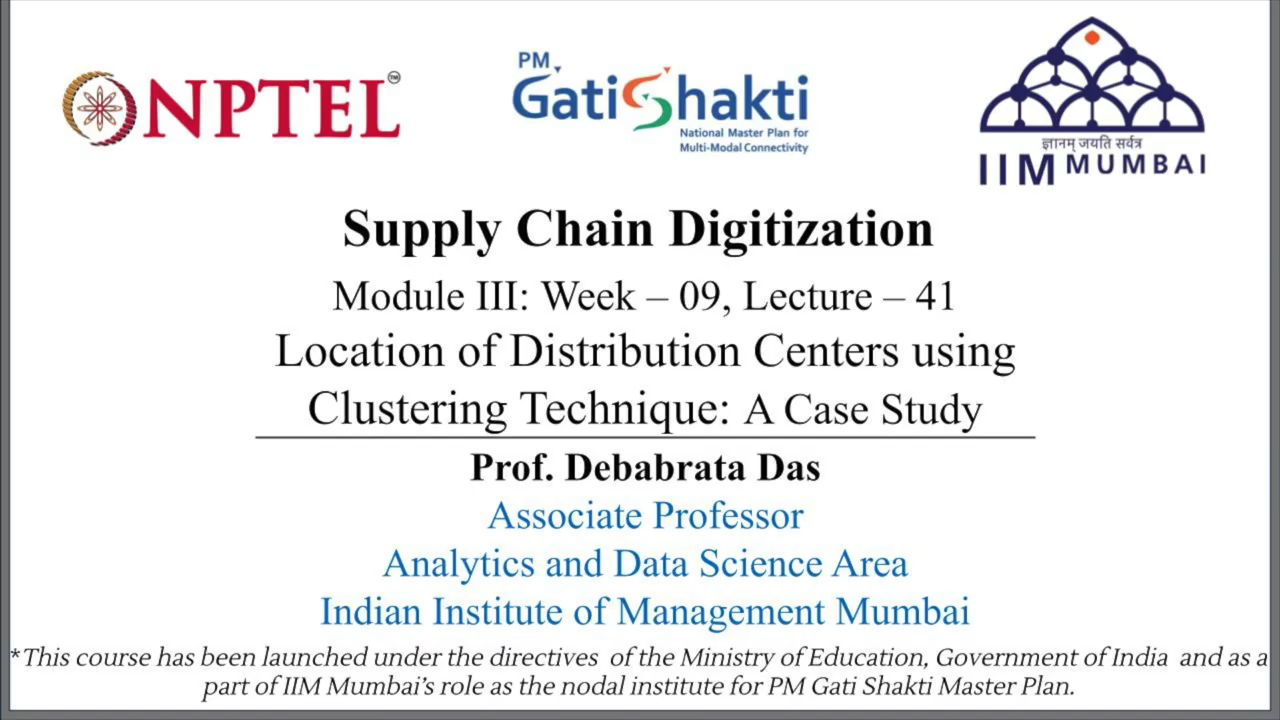 NPTEL™
PM
GatiShakti
National Master Plan for
Multi-Modal Connectivity
ज्ञानम् जयति सर्वत्र
IIM MUMBAI
Supply Chain Digitization
Module III: Week – 09, Lecture – 41
Location of Distribution Centers using
Clustering Technique: A Case Study
Prof. Debabrata Das
Associate Professor
Analytics and Data Science Area
Indian Institute of Management Mumbai
*This course has been launched under the directives of the Ministry of Education, Government of India and as a
part of IIM Mumbai's role as the nodal institute for PM Gati Shakti Master Plan.